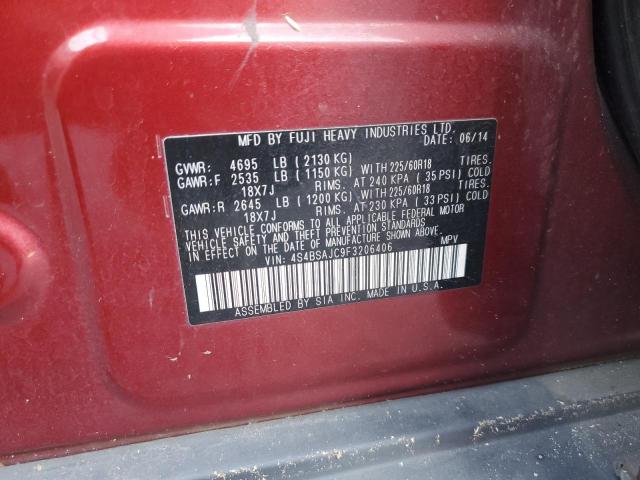 MFD BY FUJI HEAVY INDUSTRIES LTD.
DATE: 06/14
GVWR: 4695 LB (2130 KG)
GAWR:F 2535 LB (1150 KG) WITH 225/60R18 TIRES.
18X7J RIMS. AT 240 KPA (35 PSI) COLD
GAWR:R 2645 LB (1200 KG) WITH 225/60R18 TIRES.
18X7J RIMS. AT 230 KPA (33 PSI) COLD
THIS VEHICLE CONFORMS TO ALL APPLICABLE FEDERAL MOTOR
VEHICLE SAFETY AND THEFT PREVENTION STANDARDS
IN EFFECT ON THE DATE OF MANUFACTURE SHOWN ABOVE.
VIN: 4S4BSAJC9F3206406 MPV
ASSEMBLED BY SIA INC. MADE IN U.S.A.